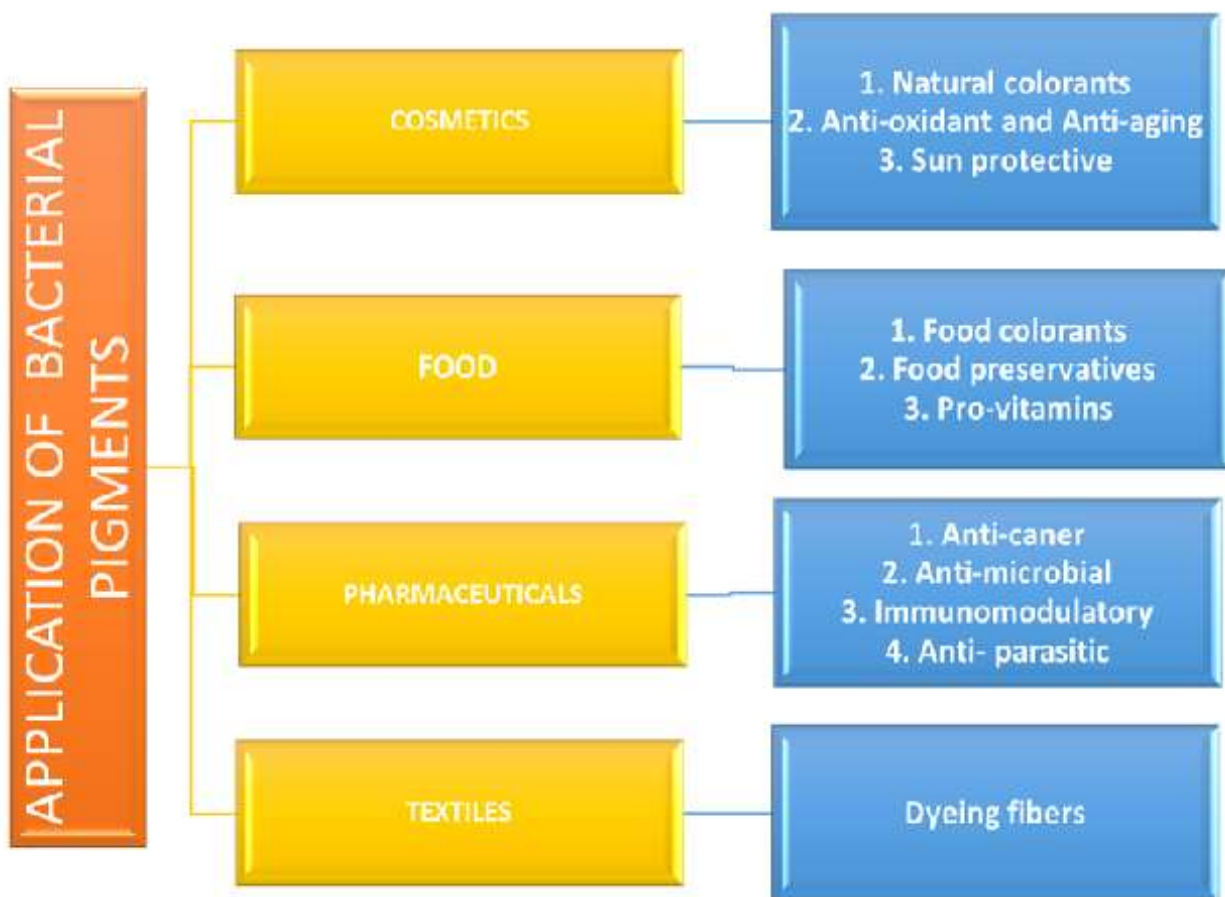 APPLICATION OF BACTERIAL
PIGMENTS
COSMETICS
1. Natural colorants
2. Anti-oxidant and Anti-aging
3. Sun protective
FOOD
1. Food colorants
2. Food preservatives
3. Pro-vitamins
PHARMACEUTICALS
1. Anti-caner
2. Anti-microbial
3. Immunomodulatory
4. Anti- parasitic
TEXTILES
Dyeing fibers